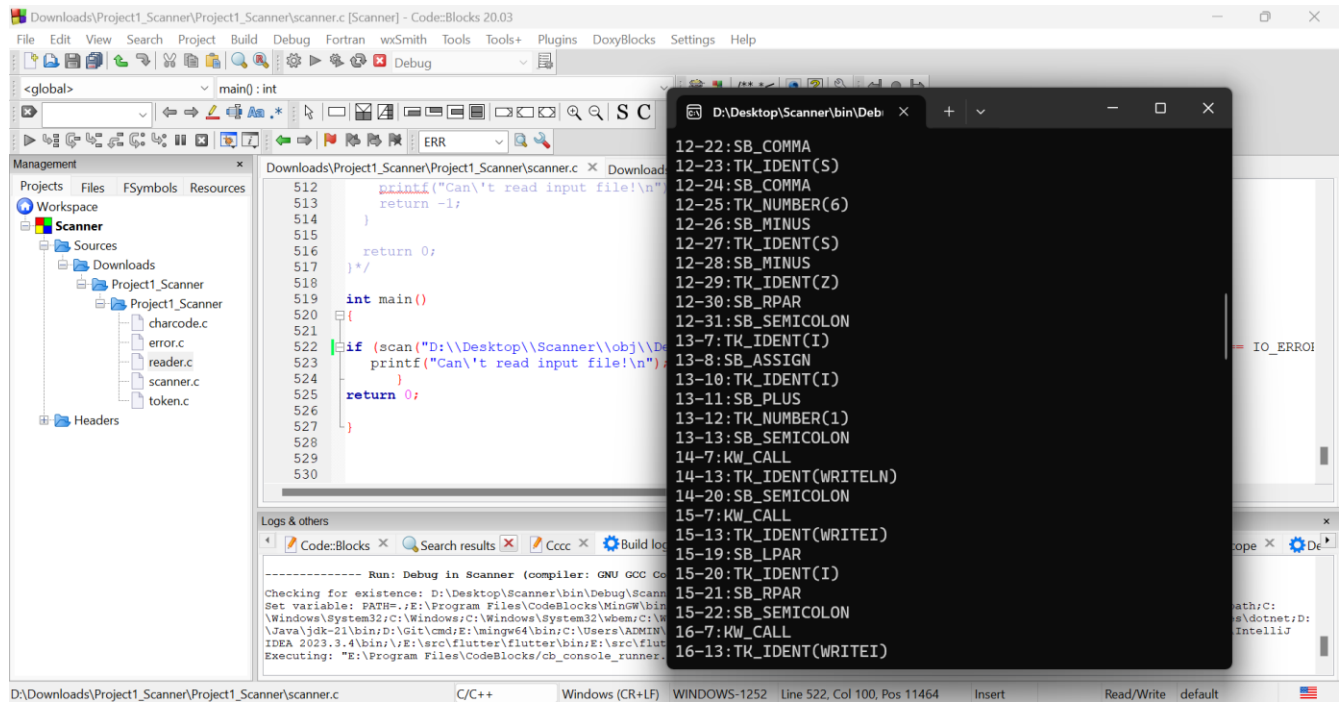 Downloads\Project1_Scanner\Project1_Scanner\scanner.c [Scanner] - Code::Blocks 20.03
File Edit View Search Project Build Debug Fortran wxSmith Tools Tools+ Plugins DoxyBlocks Settings Help
Debug
<global> main() : int
S C
ERR
Management
Projects Files FSymbols Resources
Workspace
Scanner
Sources
Downloads
Project1_Scanner
Project1_Scanner
charcode.c
error.c
reader.c
scanner.c
token.c
Headers
Downloads\Project1_Scanner\Project1_Scanner\scanner.c
512 printf("Can\'t read input file!\n")
513 return -1;
514 }
515
516 return 0;
517 }*/
518
519 int main()
520 {
521
522 if (scan("D:\\Desktop\\Scanner\\obj\\De == IO_ERROR
523 printf("Can\'t read input file!\n");
524 }
525 return 0;
526
527 }
528
529
530
D:\Desktop\Scanner\bin\Deb
12-22:SB_COMMA
12-23:TK_IDENT(S)
12-24:SB_COMMA
12-25:TK_NUMBER(6)
12-26:SB_MINUS
12-27:TK_IDENT(S)
12-28:SB_MINUS
12-29:TK_IDENT(Z)
12-30:SB_RPAR
12-31:SB_SEMICOLON
13-7:TK_IDENT(I)
13-8:SB_ASSIGN
13-10:TK_IDENT(I)
13-11:SB_PLUS
13-12:TK_NUMBER(1)
13-13:SB_SEMICOLON
14-7:KW_CALL
14-13:TK_IDENT(WRITELN)
14-20:SB_SEMICOLON
15-7:KW_CALL
15-13:TK_IDENT(WRITEI)
15-19:SB_LPAR
15-20:TK_IDENT(I)
15-21:SB_RPAR
15-22:SB_SEMICOLON
16-7:KW_CALL
16-13:TK_IDENT(WRITEI)
Logs & others
Code::Blocks Search results Cccc Build log
-------------- Run: Debug in Scanner (compiler: GNU GCC Co
Checking for existence: D:\Desktop\Scanner\bin\Debug\Scann
Set variable: PATH=.;E:\Program Files\CodeBlocks\MinGW\bin ath;C:
\Windows\System32;C:\Windows;C:\Windows\System32\wbem;C:\W s\dotnet;D:
\Java\jdk-21\bin;D:\Git\cmd;E:\mingw64\bin;C:\Users\ADMIN\ .IntelliJ
IDEA 2023.3.4\bin;\;E:\src\flutter\flutter\bin;E:\src\flut
Executing: "E:\Program Files\CodeBlocks/cb_console_runner.
D:\Downloads\Project1_Scanner\Project1_Scanner\scanner.c C/C++ Windows (CR+LF) WINDOWS-1252 Line 522, Col 100, Pos 11464 Insert Read/Write default